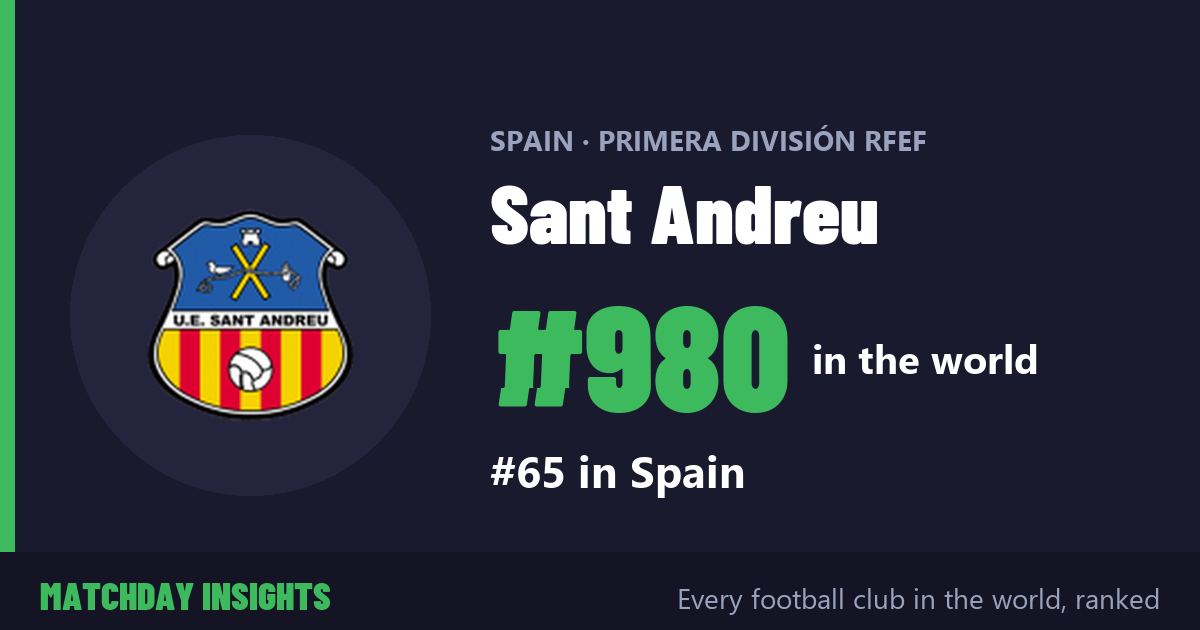 SPAIN · PRIMERA DIVISIÓN RFEF
Sant Andreu
U.E. SANT ANDREU
#980 in the world
#65 in Spain
MATCHDAY INSIGHTS
Every football club in the world, ranked